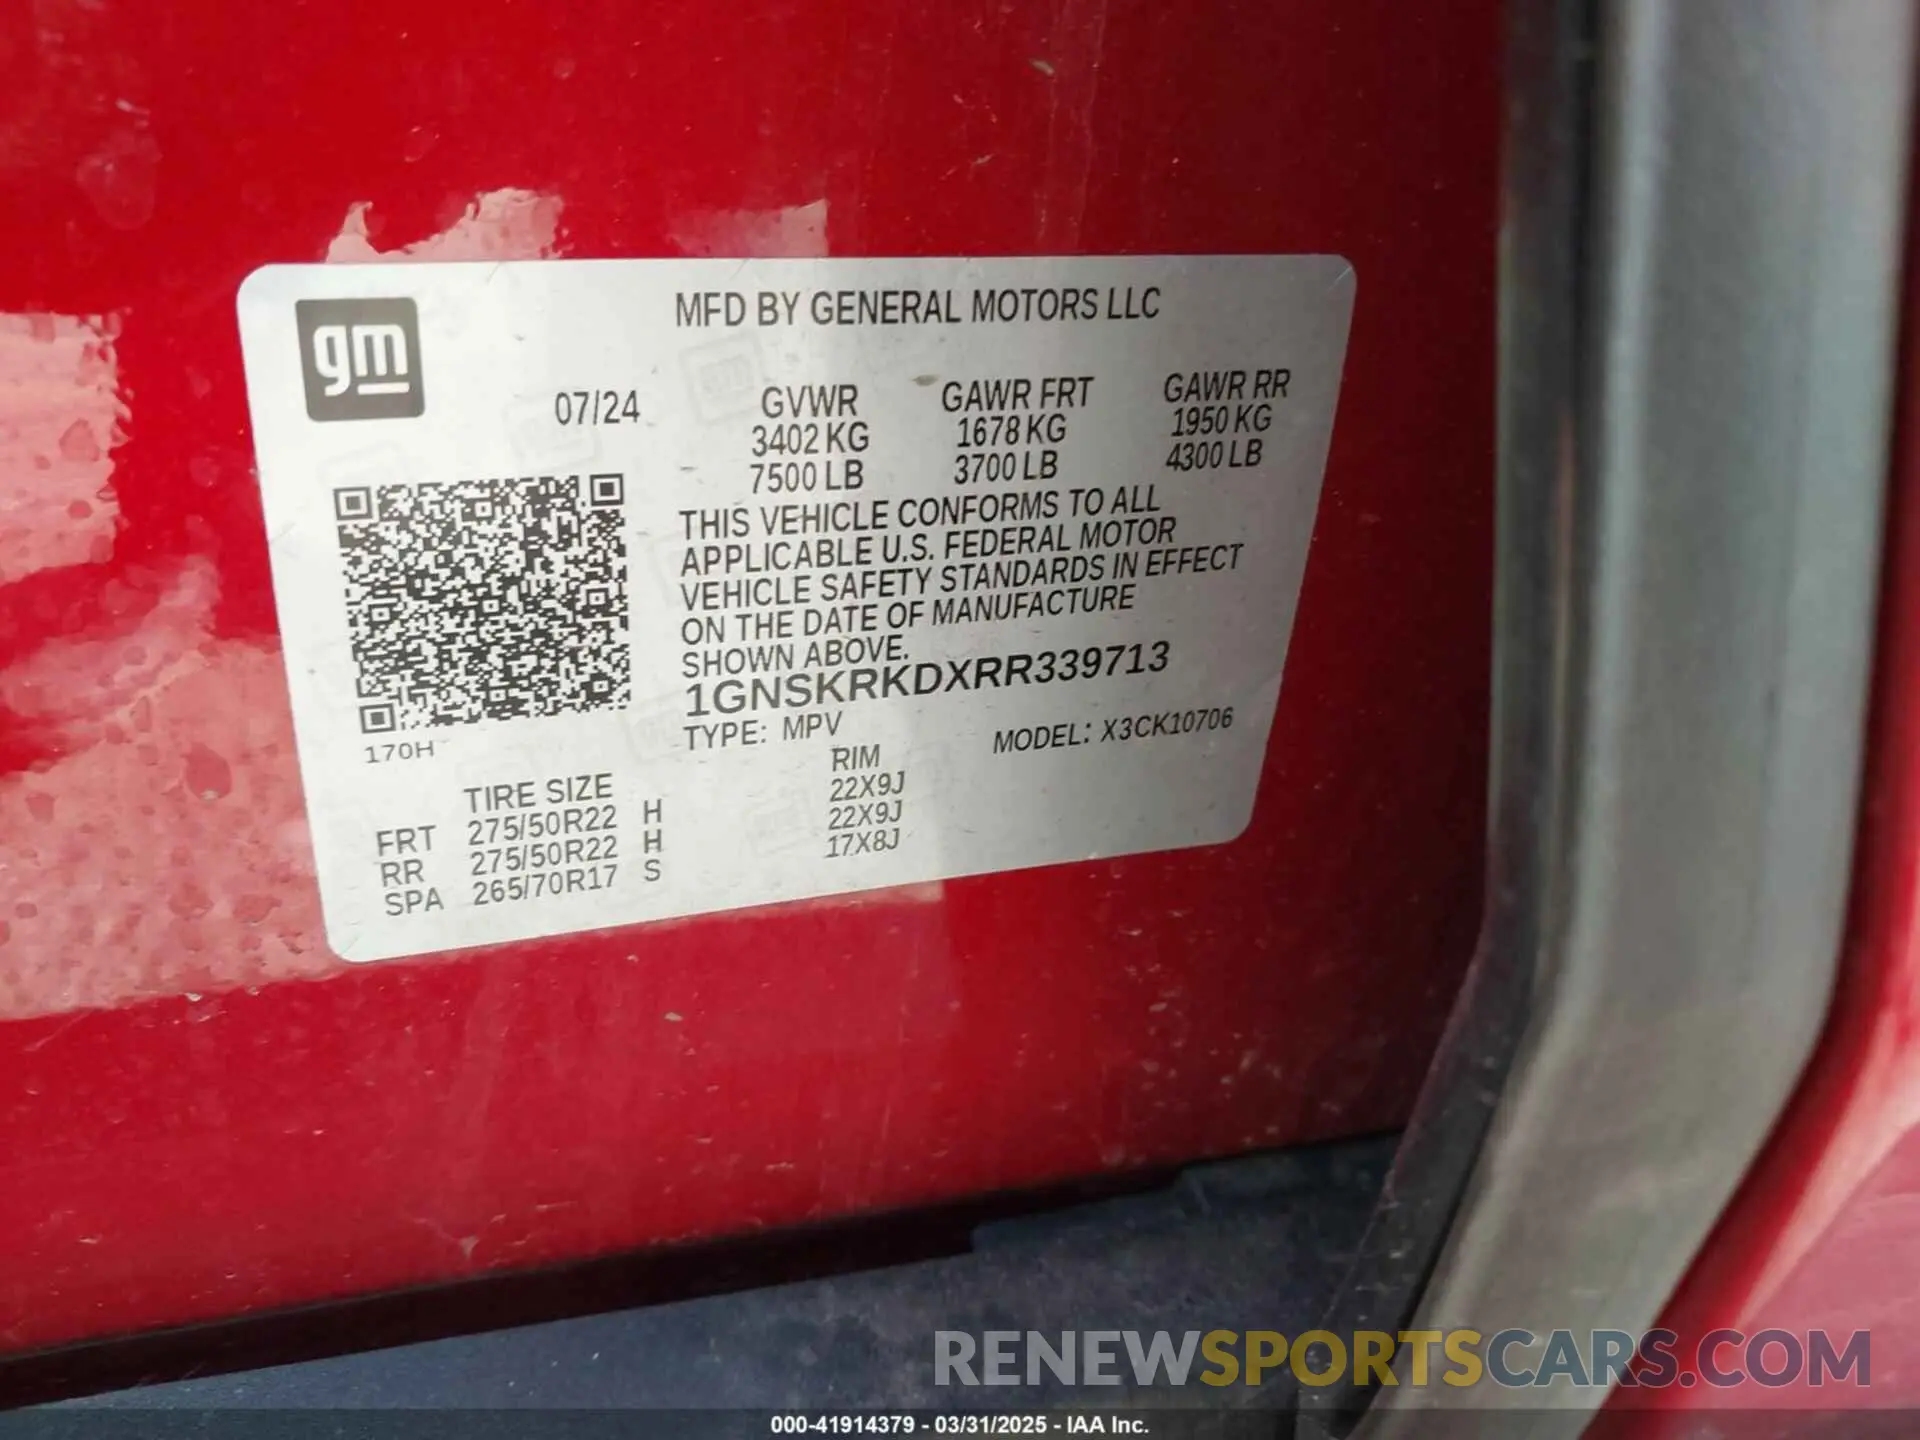 MFD BY GENERAL MOTORS LLC
gm
07/24
GVWR GAWR FRT GAWR RR
3402 KG 1678 KG 1950 KG
7500 LB 3700 LB 4300 LB
THIS VEHICLE CONFORMS TO ALL
APPLICABLE U.S. FEDERAL MOTOR
VEHICLE SAFETY STANDARDS IN EFFECT
ON THE DATE OF MANUFACTURE
SHOWN ABOVE.
1GNSKRKDXRR339713
TYPE: MPV MODEL: X3CK10706
170H
TIRE SIZE RIM
FRT 275/50R22 H 22X9J
RR 275/50R22 H 22X9J
SPA 265/70R17 S 17X8J
RENEWSPORTSCARS.COM
000-41914379 - 03/31/2025 - IAA Inc.